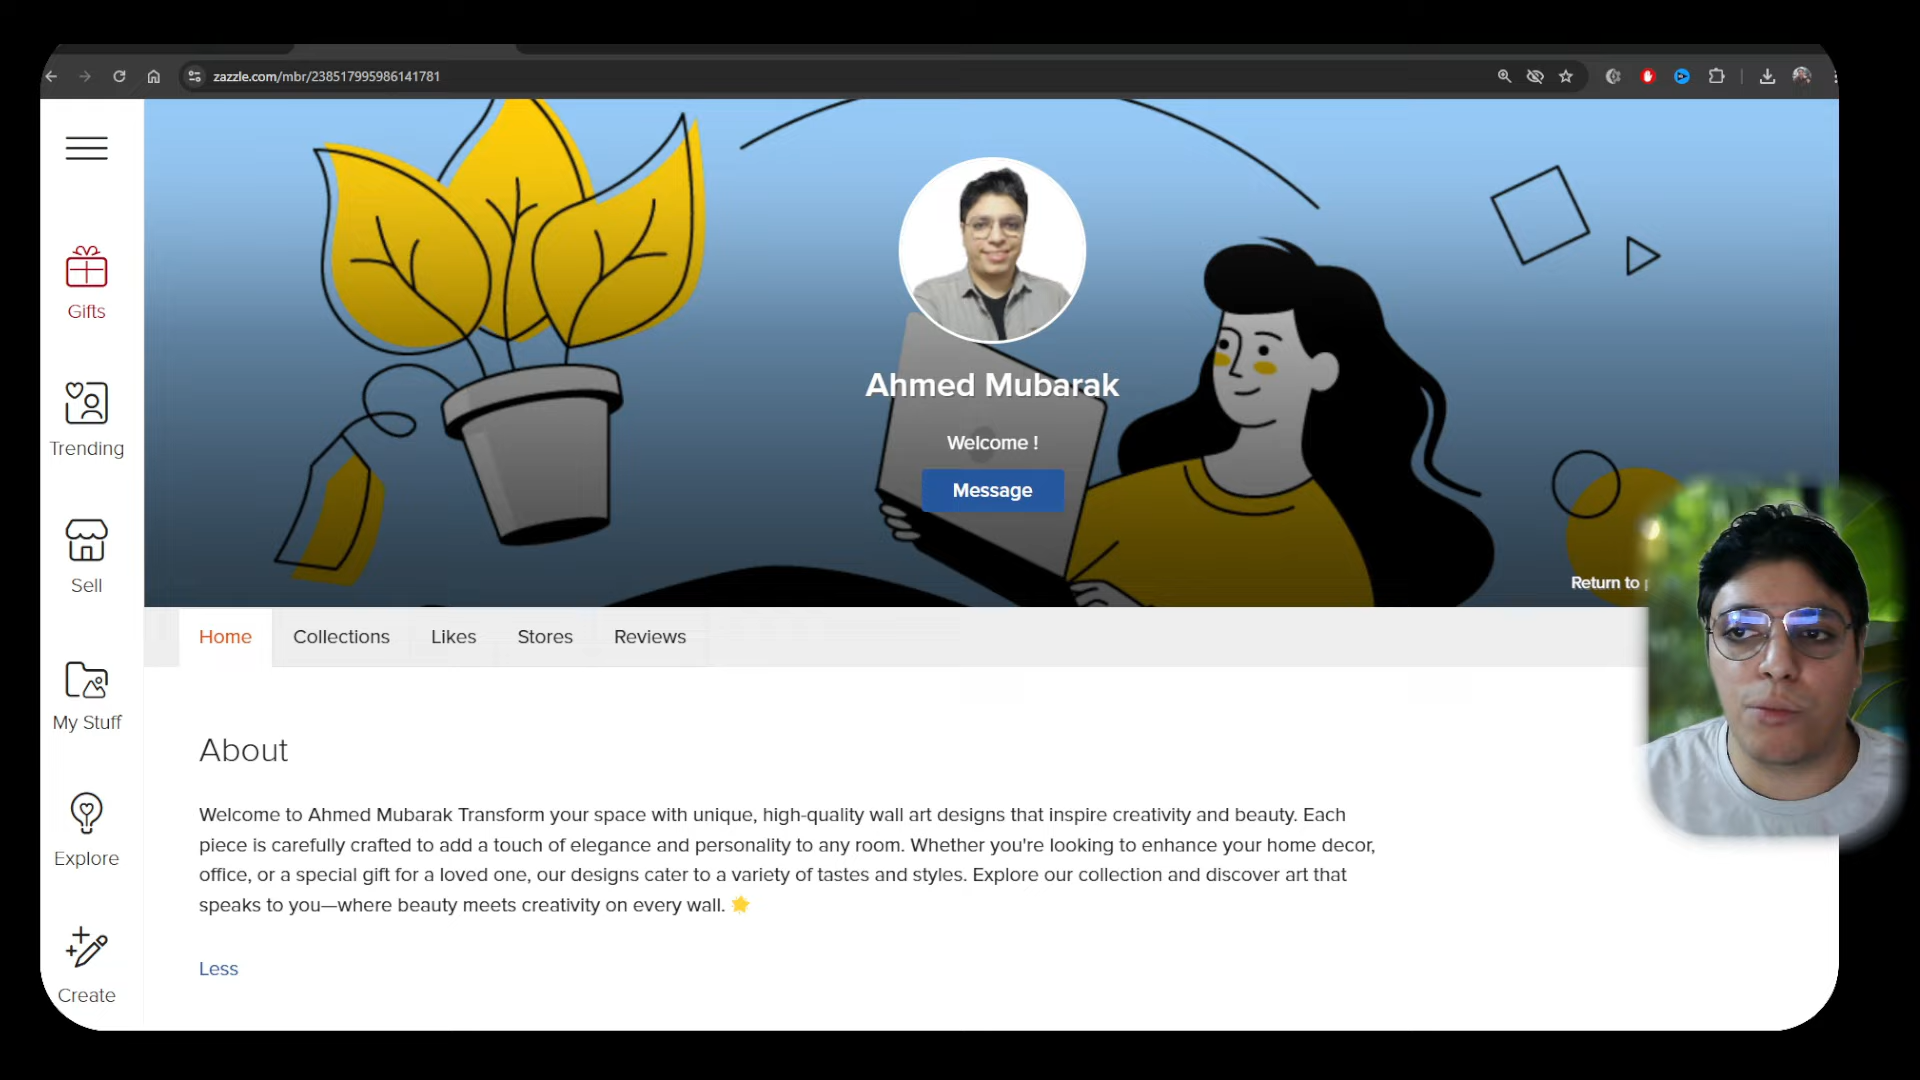 zazzle.com/mbr/238517995986141781
Gifts
Trending
Sell
My Stuff
Explore
Create
Ahmed Mubarak
Welcome !
Message
Return to
Home
Collections
Likes
Stores
Reviews
About
Welcome to Ahmed Mubarak Transform your space with unique, high-quality wall art designs that inspire creativity and beauty. Each
piece is carefully crafted to add a touch of elegance and personality to any room. Whether you're looking to enhance your home decor,
office, or a special gift for a loved one, our designs cater to a variety of tastes and styles. Explore our collection and discover art that
speaks to you—where beauty meets creativity on every wall. 🌟
Less